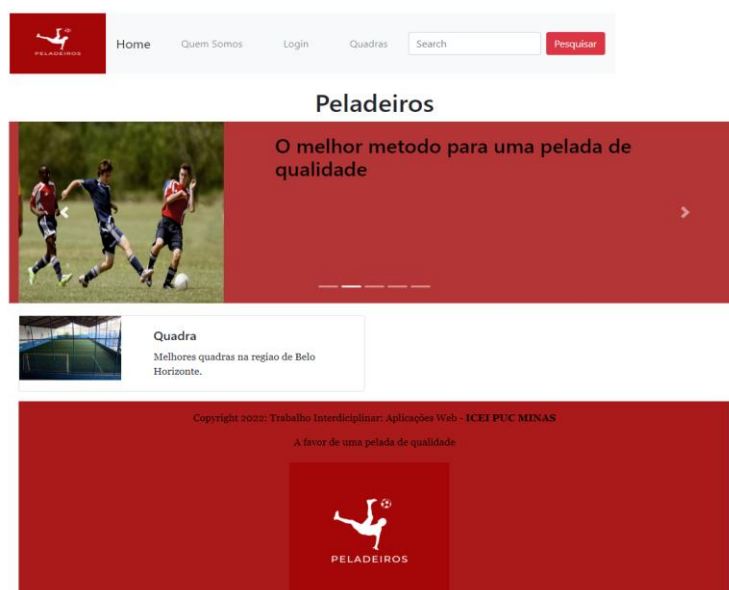 PELADEIROS
Home Quem Somos Login Quadras Search Pesquisar
Peladeiros
O melhor metodo para uma pelada de
qualidade
Quadra
Melhores quadras na regiao de Belo
Horizonte.
Copyright 2022: Trabalho Interdiciplinar: Aplicações Web - ICEI PUC MINAS
A favor de uma pelada de qualidade
PELADEIROS